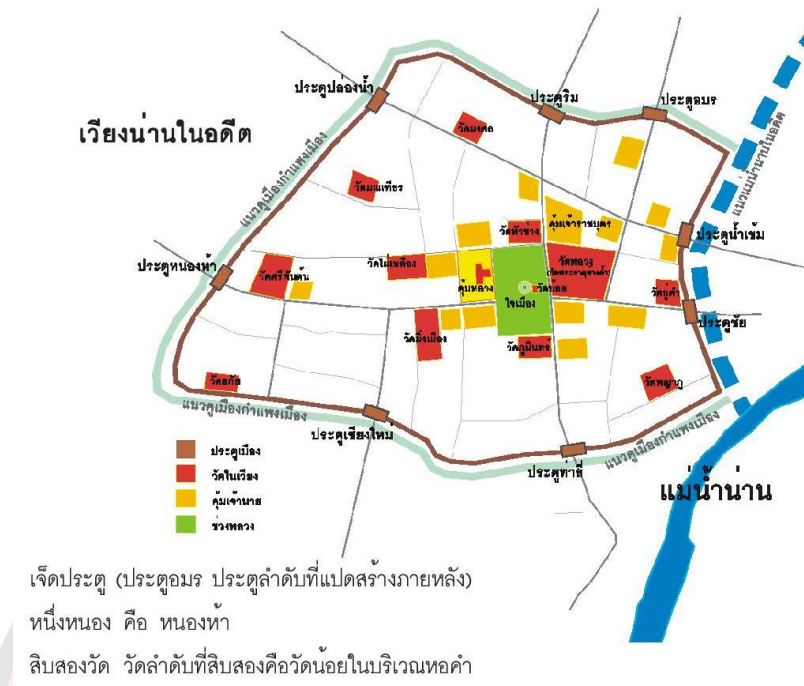 ประตูปล่องน้ำ
ประตูริม
ประตูอมร
เวียงน่านในอดีต
วัดมงคล
แนวคูเมืองกำแพงเมือง
แนวแม่น้ำน่านในอดีต
วัดมณเฑียร
คุ้มเจ้าราชบุตร
วัดหัวข่วง
ประตูน้ำเข้ม
ประตูหนองห้า
วัดศรีพันต้น
วัดไผ่เหลือง
คุ้มหลวง
วัดหลวง
(วัดพระธาตุช้างค้ำ)
วัดน้อย
ใจเมือง
วัดกู่คำ
ประตูชัย
วัดมิ่งเมือง
วัดภูมินทร์
วัดอภัย
วัดพญาภู
แนวคูเมืองกำแพงเมือง
ประตูเชียงใหม่
ประตูท่าลี่
แนวคูเมืองกำแพงเมือง
แม่น้ำน่าน
ประตูเมือง
วัดในเวียง
คุ้มเจ้านาย
ข่วงหลวง
เจ็ดประตู (ประตูอมร ประตูลำดับที่แปดสร้างภายหลัง)
หนึ่งหนอง คือ หนองห้า
สิบสองวัด วัดลำดับที่สิบสองคือวัดน้อยในบริเวณหอคำ